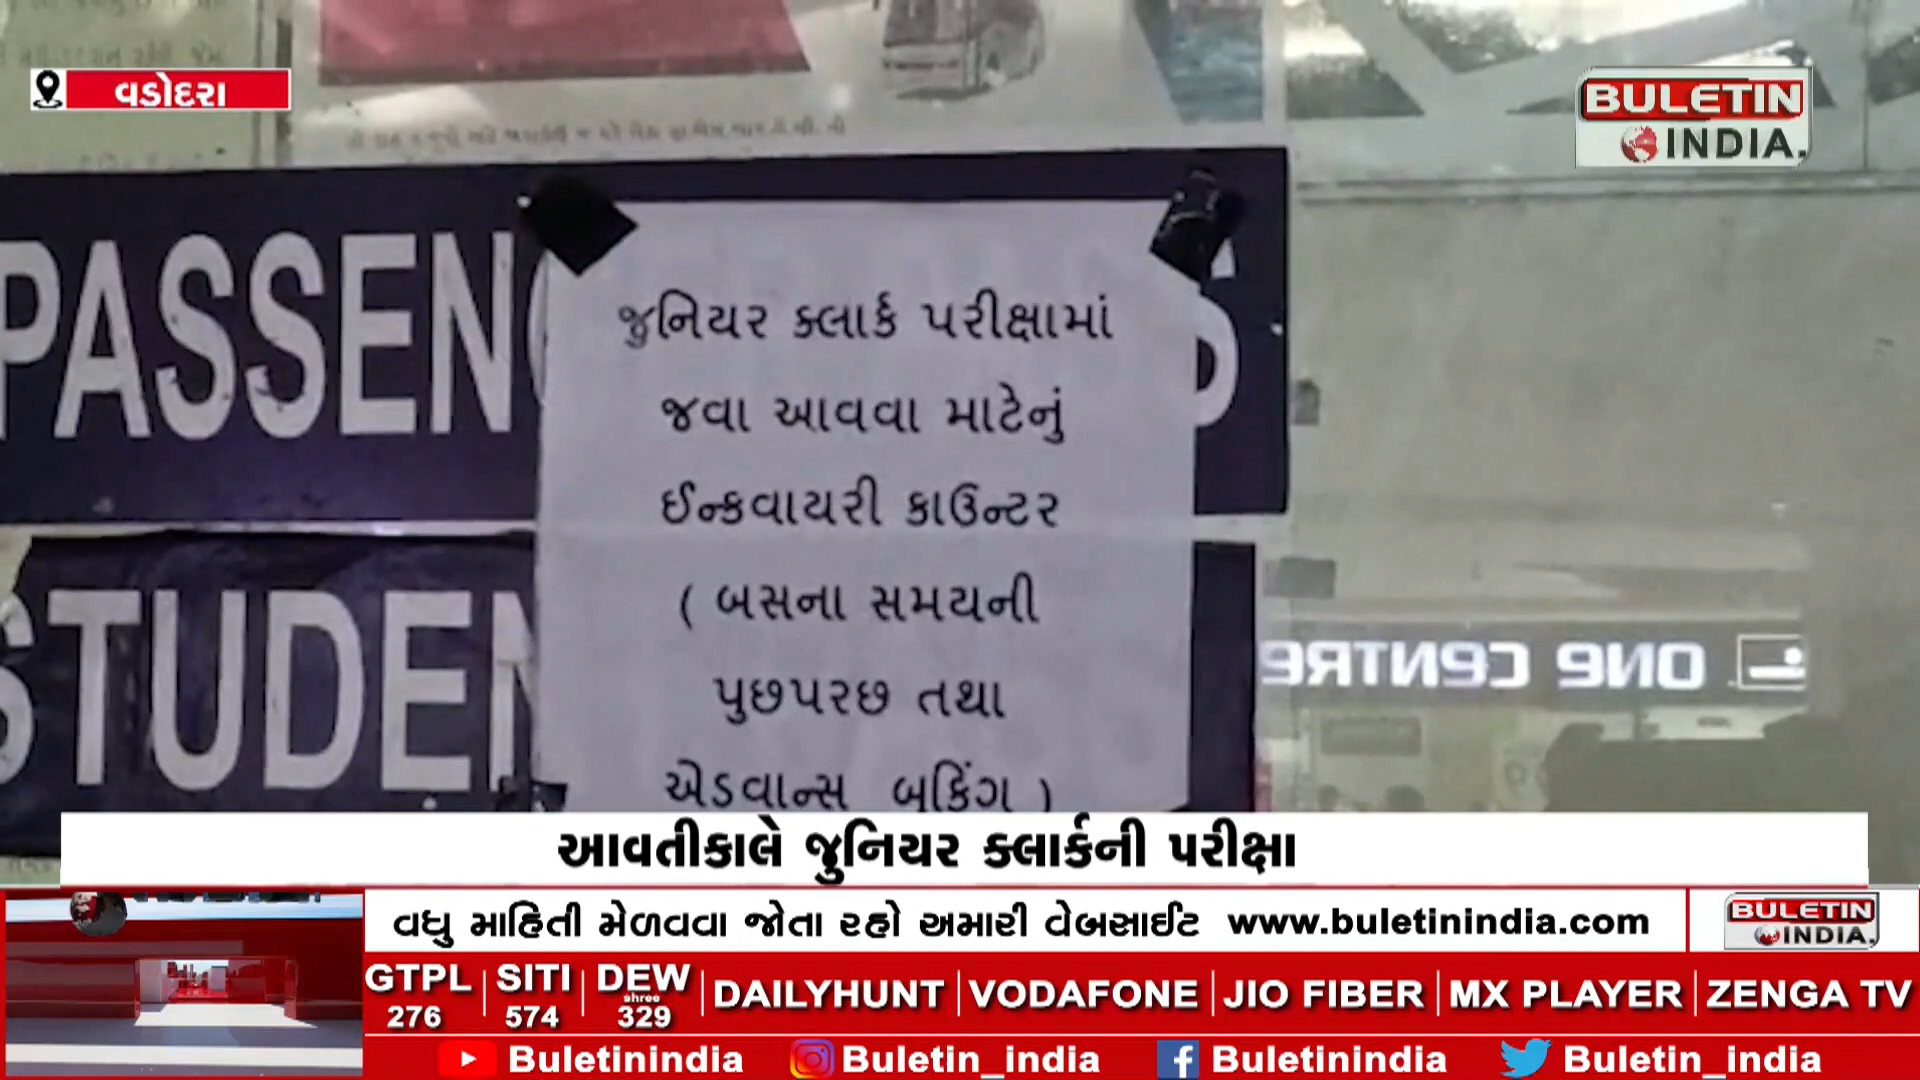 વડોદરા
BULETIN
INDIA.
PASSEN
S
STUDEN
જુનિયર ક્લાર્ક પરીક્ષામાં
જવા આવવા માટેનું
ઈન્કવાયરી કાઉન્ટર
( બસના સમયની
પુછપરછ તથા
એડવાન્સ બુકિંગ )
ONE CENTRE
આવતીકાલે જુનિયર ક્લાર્કની પરીક્ષા
વધુ માહિતી મેળવવા જોતા રહો અમારી વેબસાઈટ www.buletinindia.com
BULETIN
INDIA.
GTPL 276 | SITI 574 | DEW shree 329 | DAILYHUNT | VODAFONE | JIO FIBER | MX PLAYER | ZENGA TV
Buletinindia Buletin_india Buletinindia Buletin_india